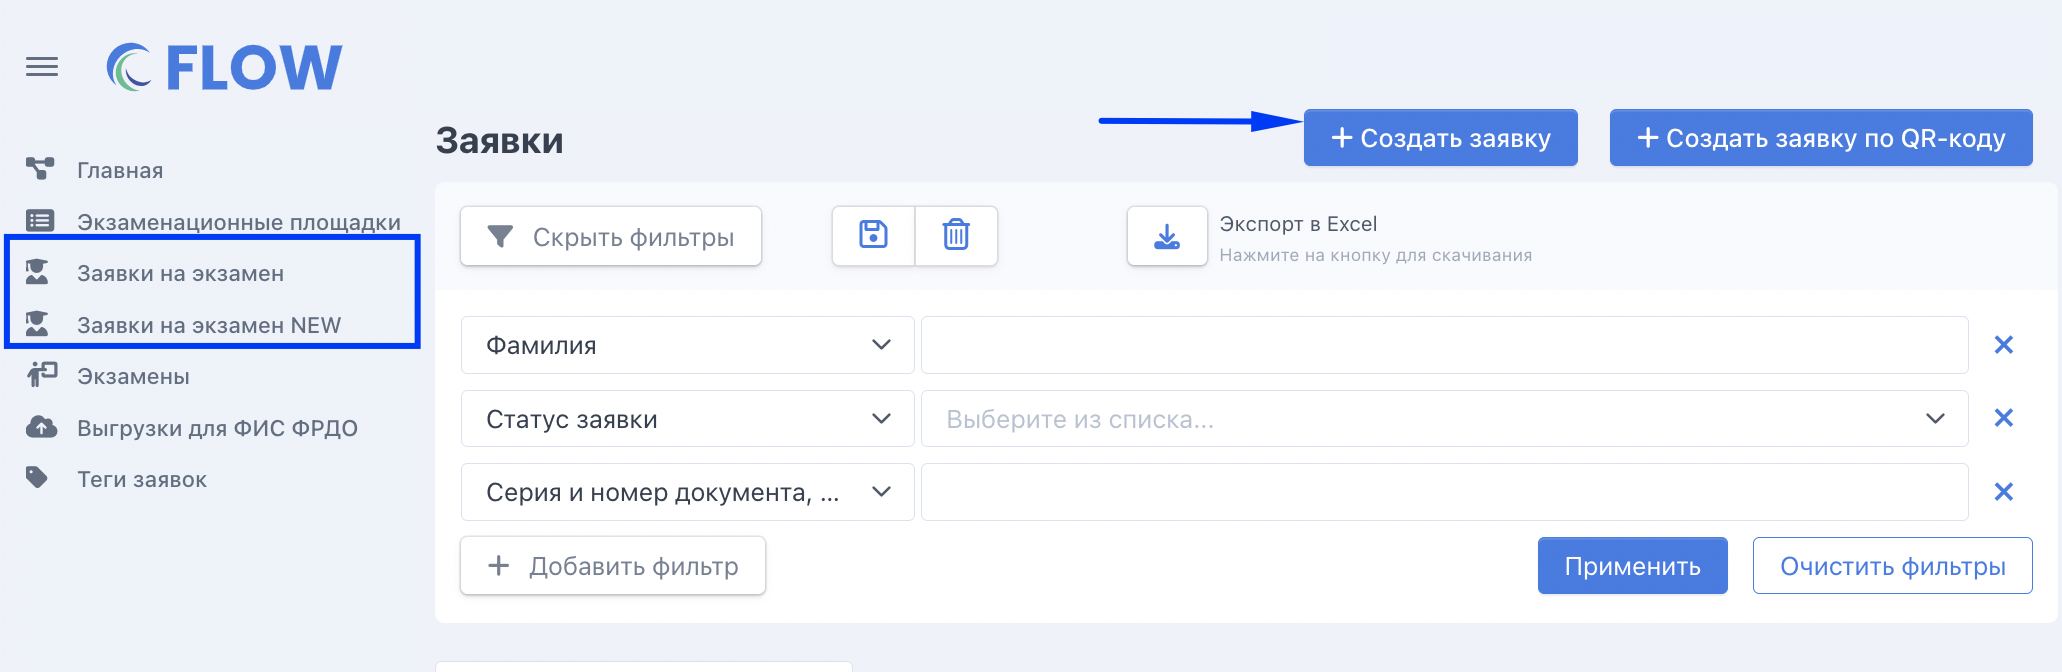 FLOW
Главная
Экзаменационные площадки
Заявки на экзамен
Заявки на экзамен NEW
Экзамены
Выгрузки для ФИС ФРДО
Теги заявок
Заявки
+ Создать заявку
+ Создать заявку по QR-коду
Скрыть фильтры
Экспорт в Excel
Нажмите на кнопку для скачивания
Фамилия
Статус заявки
Выберите из списка...
Серия и номер документа, ...
+ Добавить фильтр
Применить
Очистить фильтры